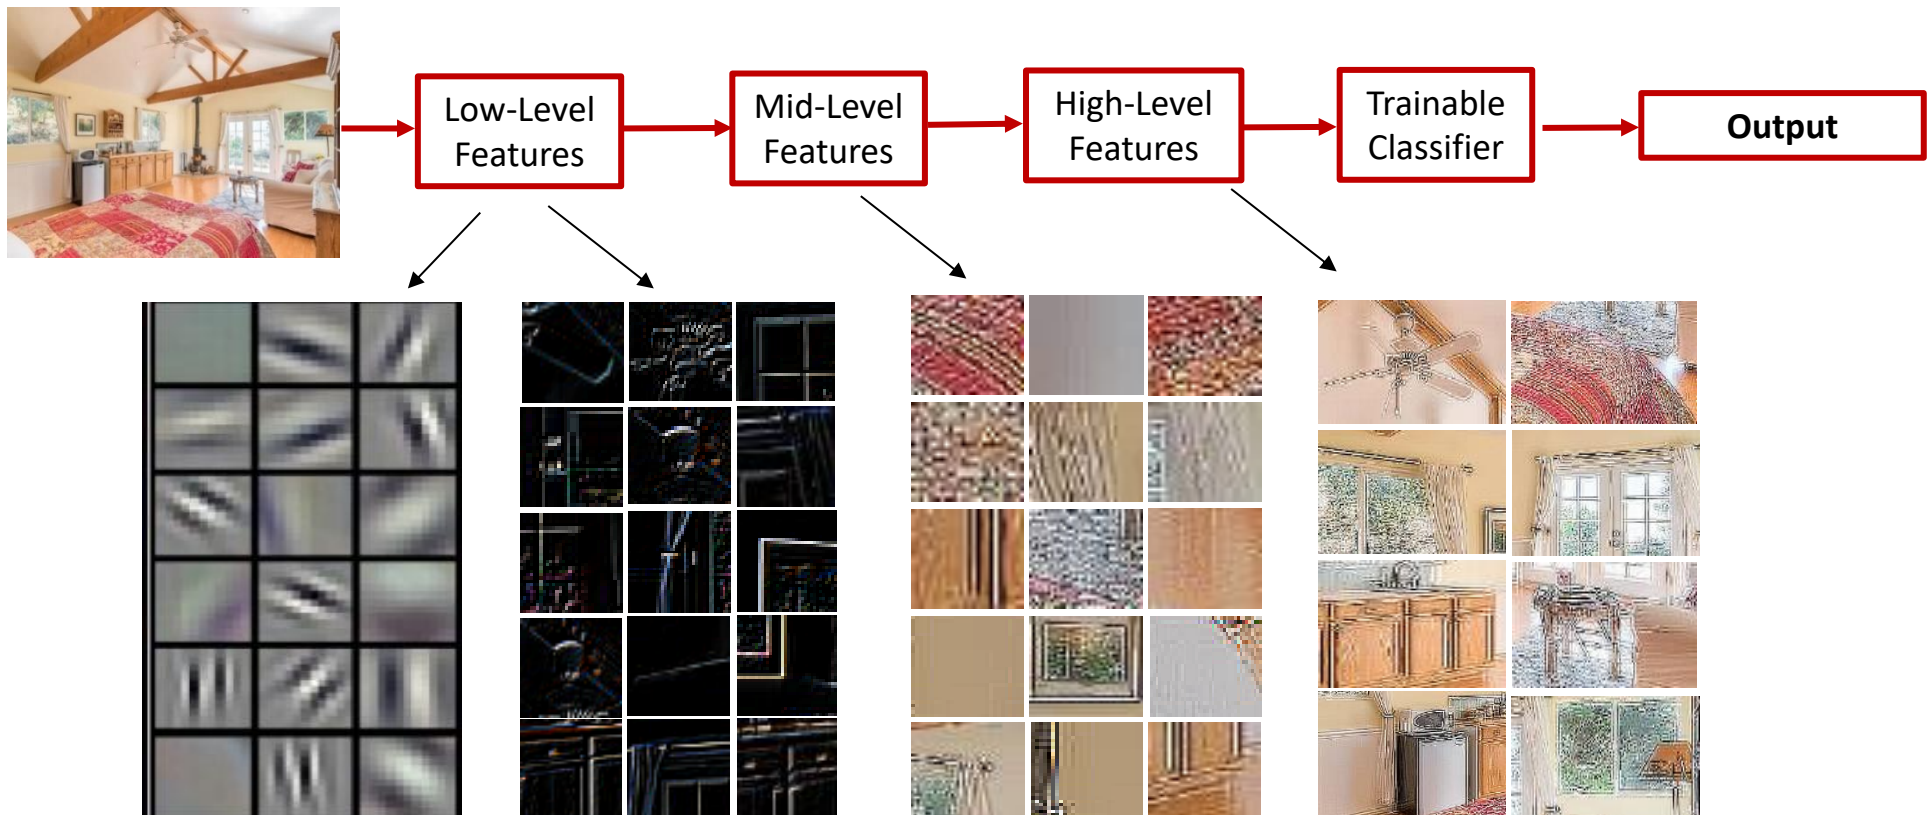 Low-Level
Features
Mid-Level
Features
High-Level
Features
Trainable
Classifier
Output